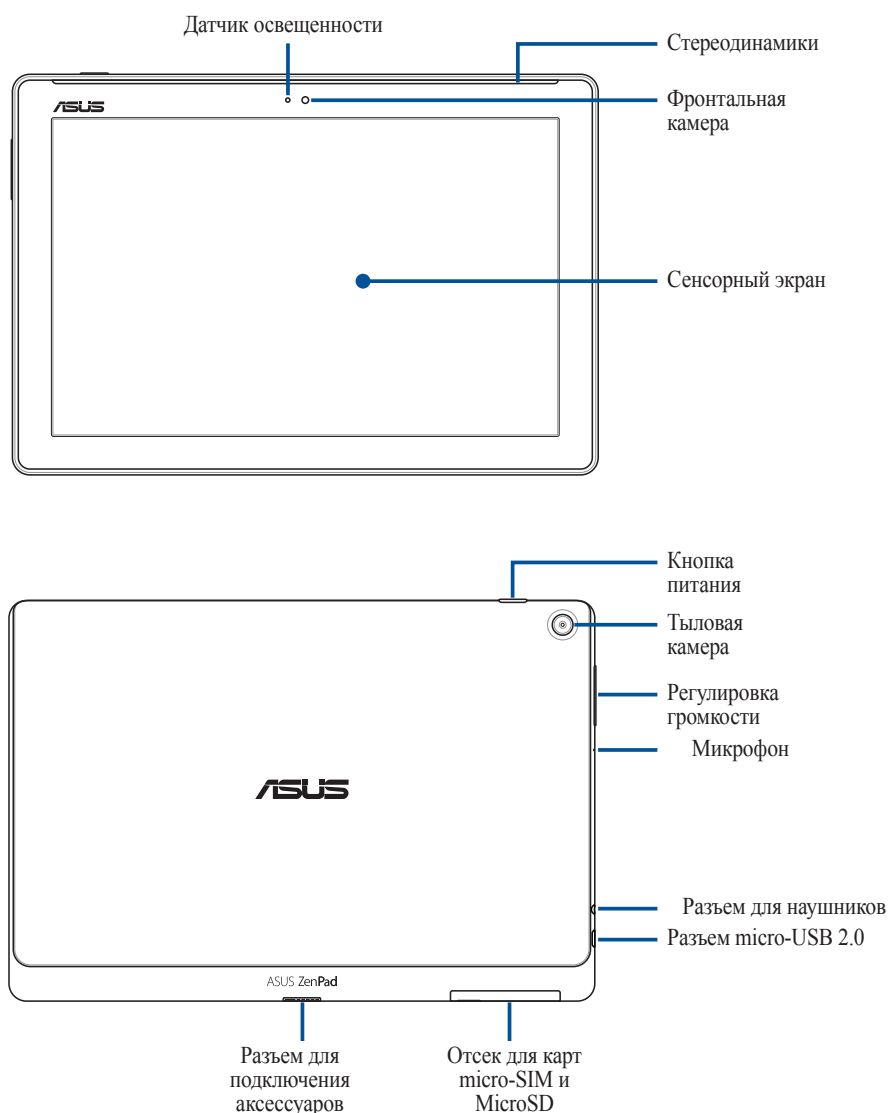 Датчик освещенности
Стереодинамики
Фронтальная
камера
ASUS
Сенсорный экран
Кнопка
питания
Тыловая
камера
Регулировка
громкости
Микрофон
ASUS
Разъем для наушников
Разъем micro-USB 2.0
ASUS ZenPad
Разъем для
подключения
аксессуаров
Отсек для карт
micro-SIM и
MicroSD